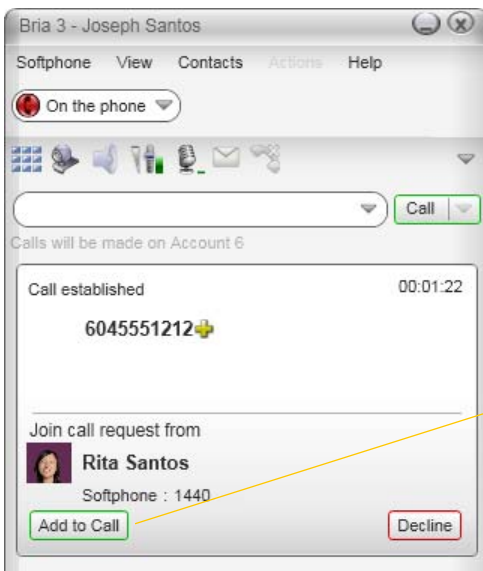 Bria 3 - Joseph Santos
Softphone View Contacts Actions Help
On the phone
Call
Calls will be made on Account 6
Call established 00:01:22
6045551212
Join call request from
Rita Santos
Softphone : 1440
Add to Call Decline